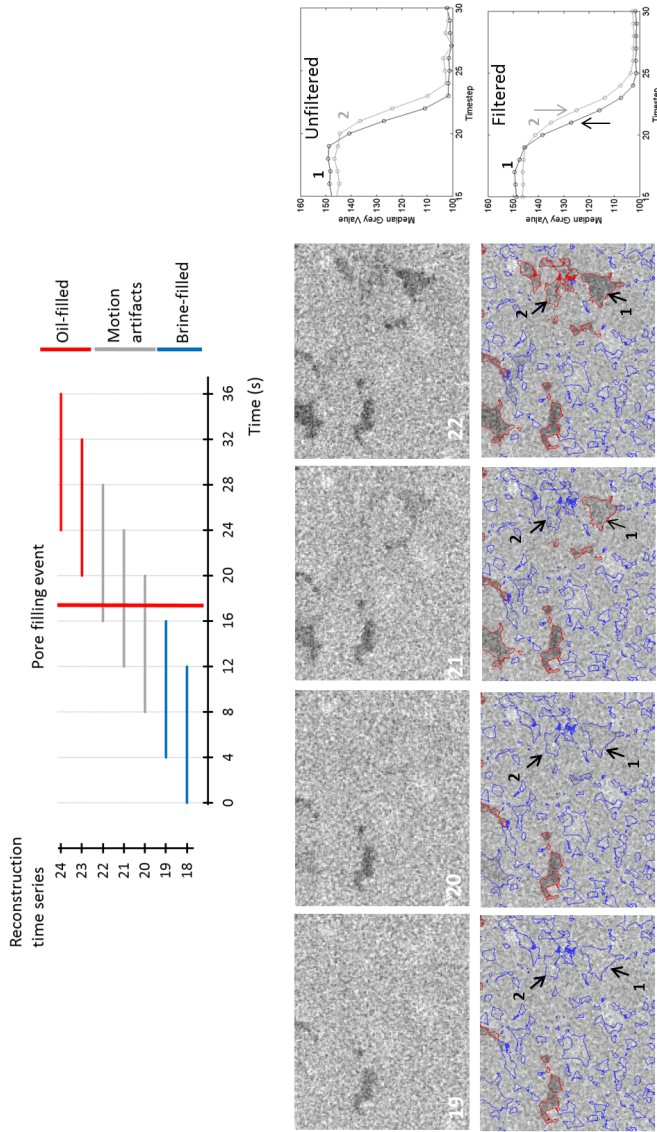 Reconstruction
time series
Pore filling event
Oil-filled
Motion
artifacts
Brine-filled
24
23
22
21
20
19
18
0 4 8 12 16 20 24 28 32 36
Time (s)
19
20
21
22
Unfiltered
1
2
Median Grey Value
160
150
140
130
120
110
100
15 20 25 30
Timestep
2
1
2
1
2
1
2
1
Filtered
1
2
Median Grey Value
160
150
140
130
120
110
100
15 20 25 30
Timestep